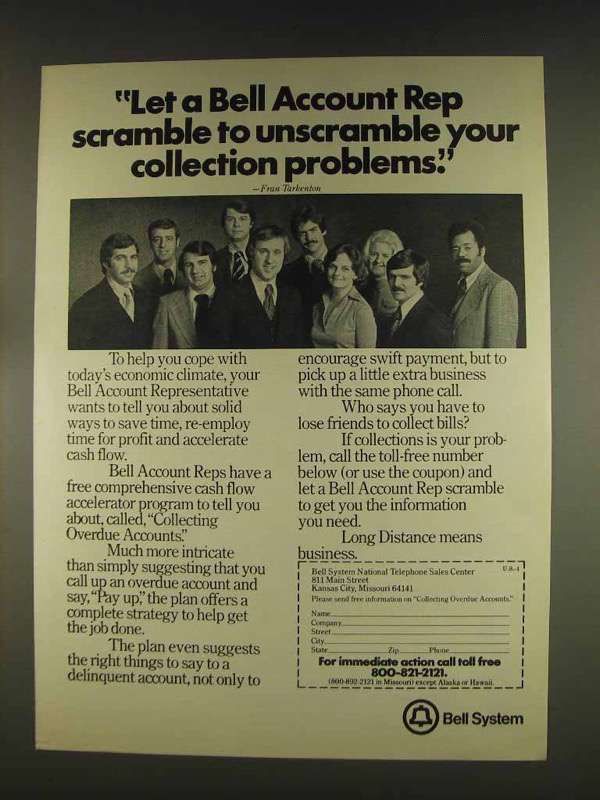 "Let a Bell Account Rep
scramble to unscramble your
collection problems."
—Fran Tarkenton
To help you cope with
today's economic climate, your
Bell Account Representative
wants to tell you about solid
ways to save time, re-employ
time for profit and accelerate
cash flow.
Bell Account Reps have a
free comprehensive cash flow
accelerator program to tell you
about, called, "Collecting
Overdue Accounts."
Much more intricate
than simply suggesting that you
call up an overdue account and
say, "Pay up," the plan offers a
complete strategy to help get
the job done.
The plan even suggests
the right things to say to a
delinquent account, not only to
encourage swift payment, but to
pick up a little extra business
with the same phone call.
Who says you have to
lose friends to collect bills?
If collections is your prob-
lem, call the toll-free number
below (or use the coupon) and
let a Bell Account Rep scramble
to get you the information
you need.
Long Distance means
business.
Bell System National Telephone Sales Center
811 Main Street
Kansas City, Missouri 64141
Please send free information on "Collecting Overdue Accounts."
Name
Company
Street
City
State Zip Phone
For immediate action call toll free
800-821-2121.
(800-892-2121 in Missouri) except Alaska or Hawaii.
Bell System